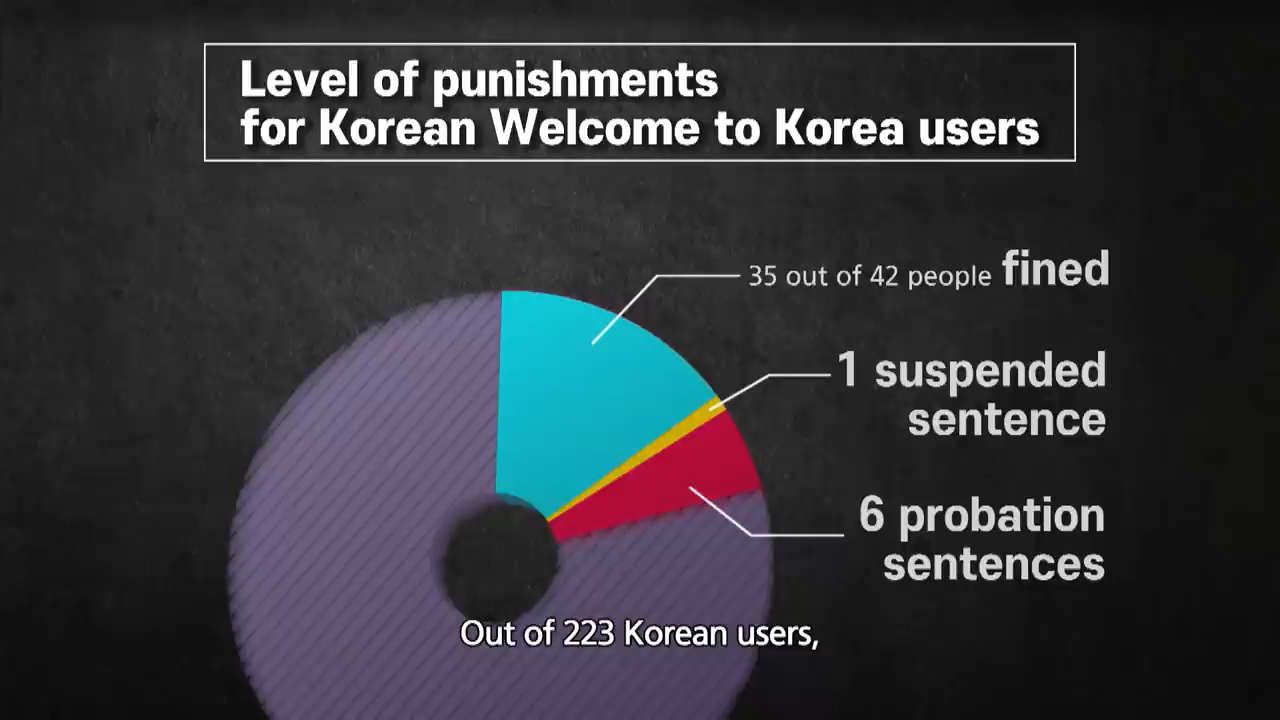 Level of punishments
for Korean Welcome to Korea users
35 out of 42 people fined
1 suspended
sentence
6 probation
sentences
Out of 223 Korean users,